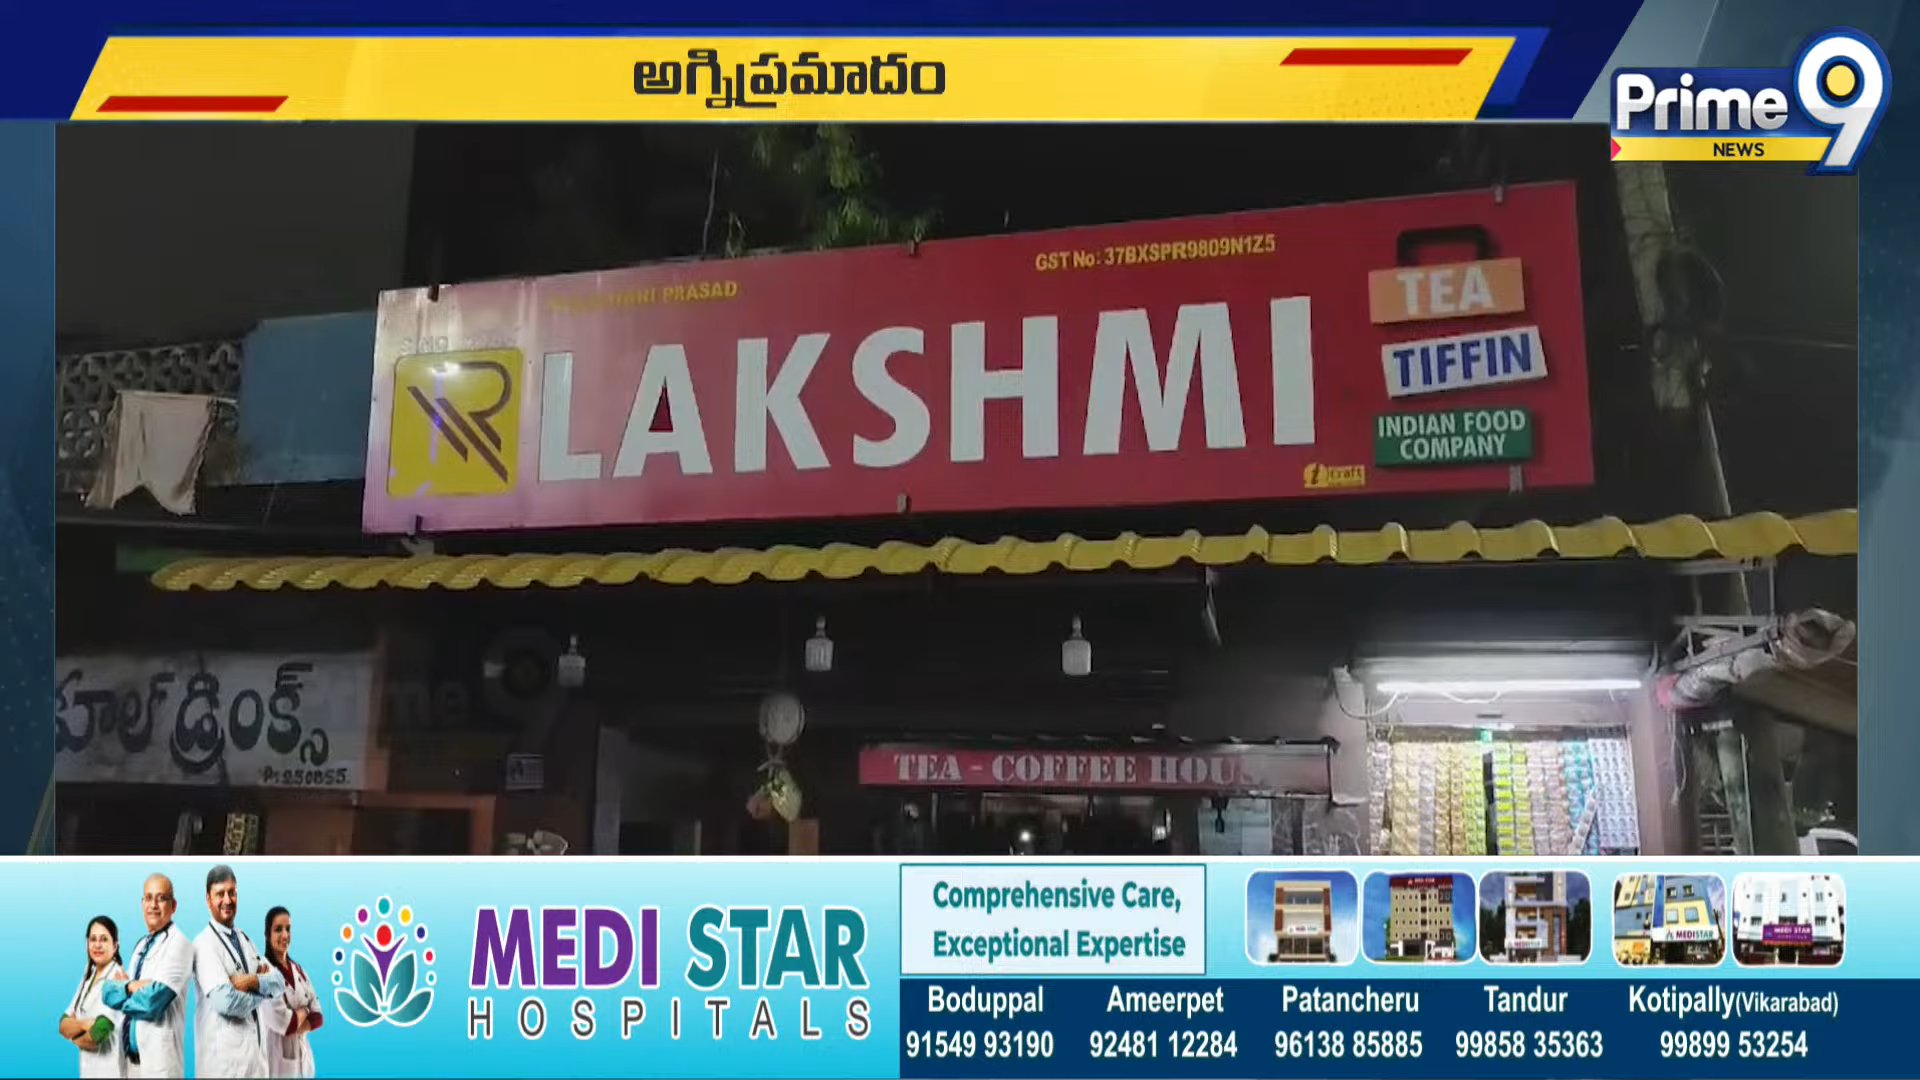 అగ్నిప్రమాదం
Prime 9
NEWS
PRASAD
GST No: 37BXSPR9809N1Z5
LAKSHMI
TEA
TIFFIN
INDIAN FOOD
COMPANY
కూల్ డ్రింక్స్
TEA - COFFEE
MEDI STAR
HOSPITALS
Comprehensive Care,
Exceptional Expertise
Boduppal Ameerpet Patancheru Tandur Kotipally(Vikarabad)
91549 93190 92481 12284 96138 85885 99858 35363 99899 53254